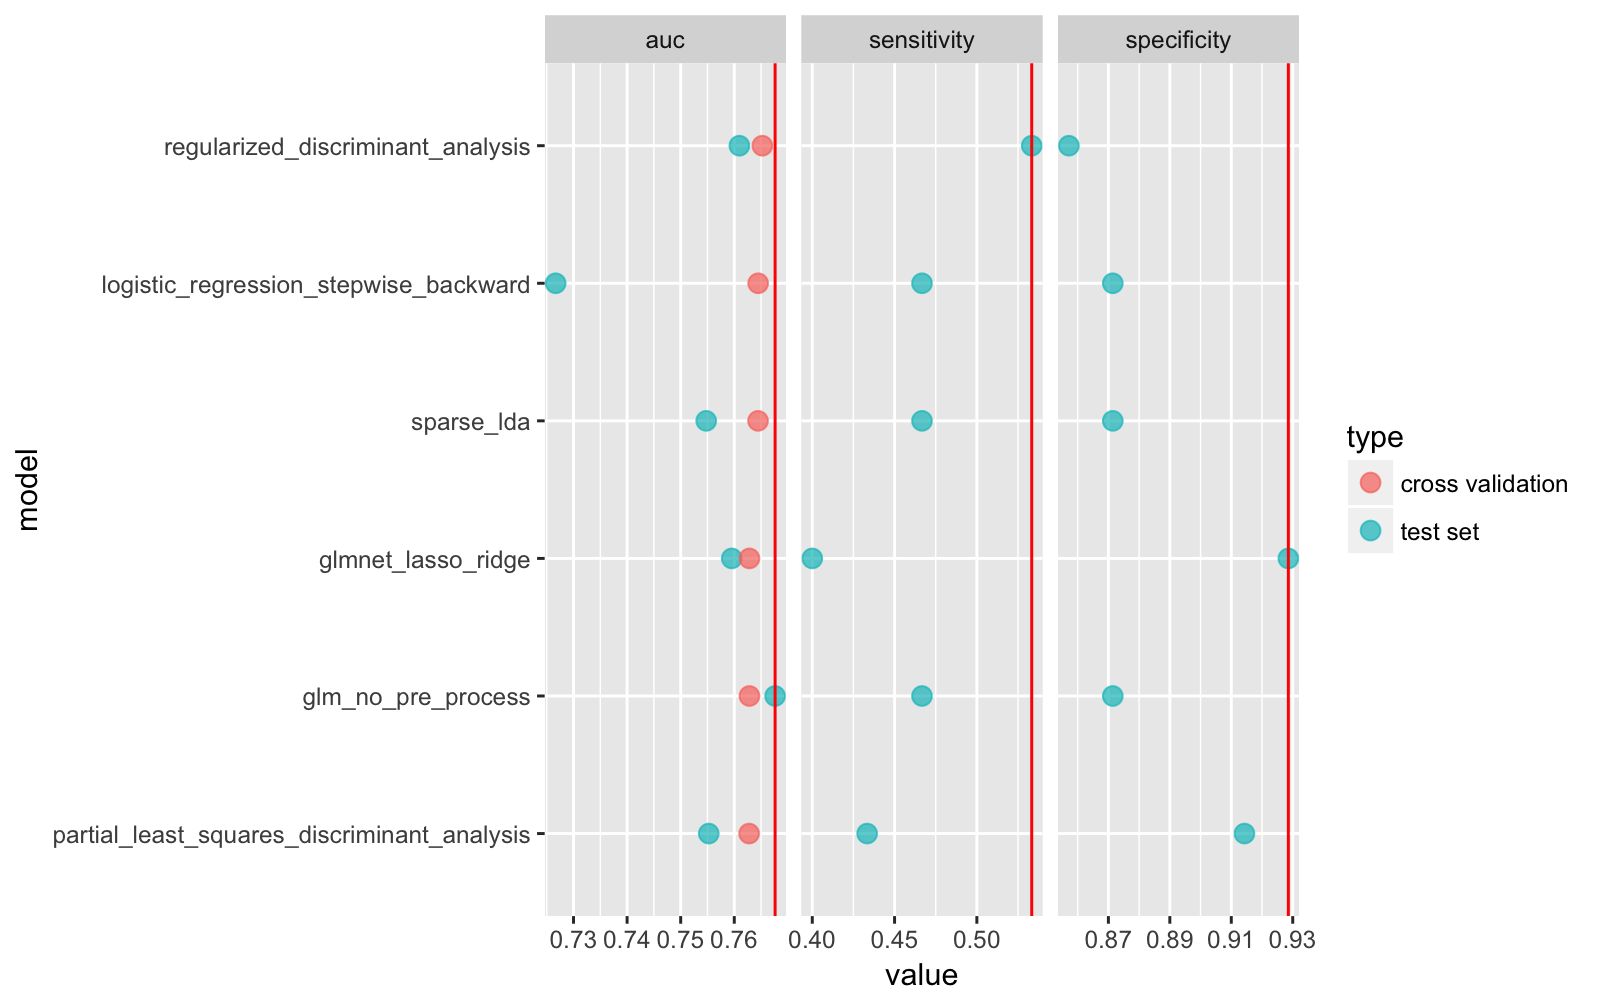 auc sensitivity specificity
regularized_discriminant_analysis
logistic_regression_stepwise_backward
sparse_lda
glmnet_lasso_ridge
glm_no_pre_process
partial_least_squares_discriminant_analysis
model
0.73 0.74 0.75 0.76 0.40 0.45 0.50 0.87 0.89 0.91 0.93
value
type
cross validation
test set